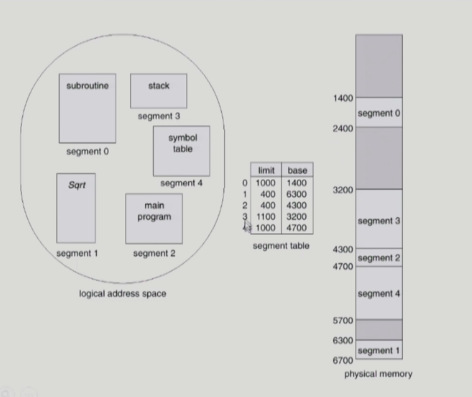 subroutine
stack
segment 3
segment 0
symbol
table
segment 4
Sqrt
main
program
segment 1
segment 2
logical address space
limit base
0 1000 1400
1 400 6300
2 400 4300
3 1100 3200
1000 4700
segment table
1400
segment 0
2400
3200
segment 3
4300
segment 2
4700
segment 4
5700
6300
segment 1
6700
physical memory